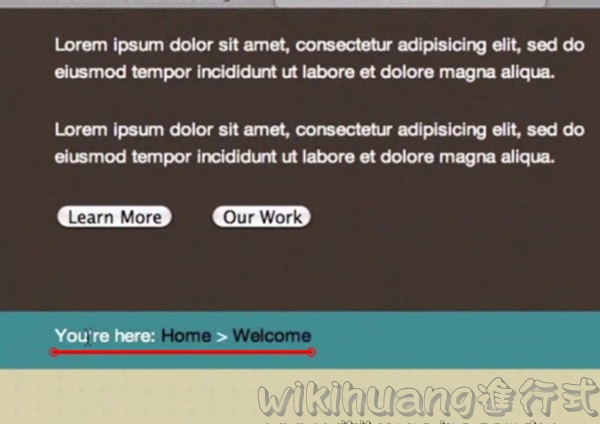 Lorem ipsum dolor sit amet, consectetur adipisicing elit, sed do
eiusmod tempor incididunt ut labore et dolore magna aliqua.
Lorem ipsum dolor sit amet, consectetur adipisicing elit, sed do
eiusmod tempor incididunt ut labore et dolore magna aliqua.
Learn More Our Work
You're here: Home > Welcome
wikihuang進行式